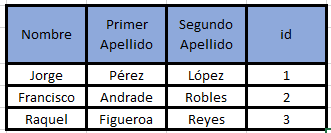 Nombre Primer Apellido Segundo Apellido id
Jorge Pérez López 1
Francisco Andrade Robles 2
Raquel Figueroa Reyes 3